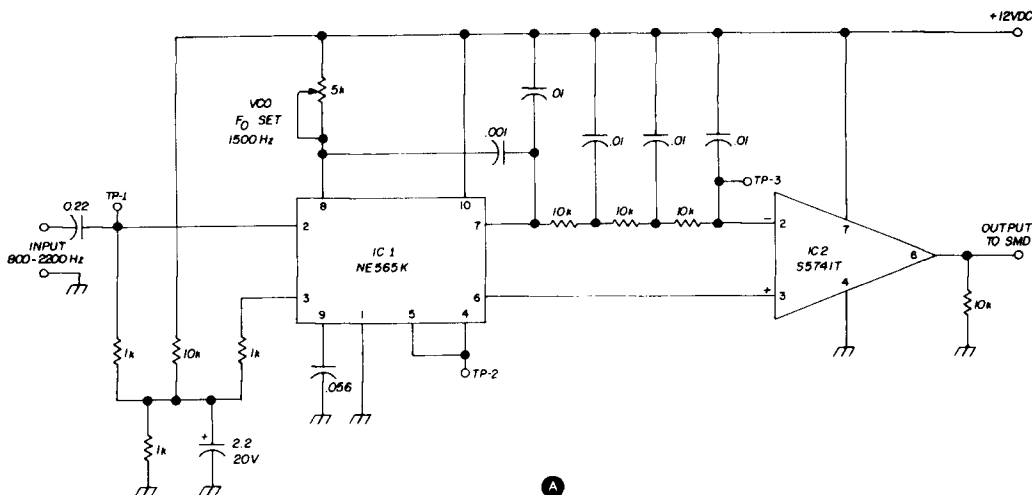 +12VDC
5k
VCO
F0 SET
1500 Hz
.01
.001
.01
.01
.01
TP-1
0.22
INPUT
800-2200 Hz
TP-3
8
10
2
7
10k
10k
10k
2
-
7
IC1
NE565K
IC2
S5741T
6
OUTPUT
TO SMD
3
6
+
3
4
9
1
5
4
10k
1k
10k
1k
.056
TP-2
1k
+
2.2
20V
A